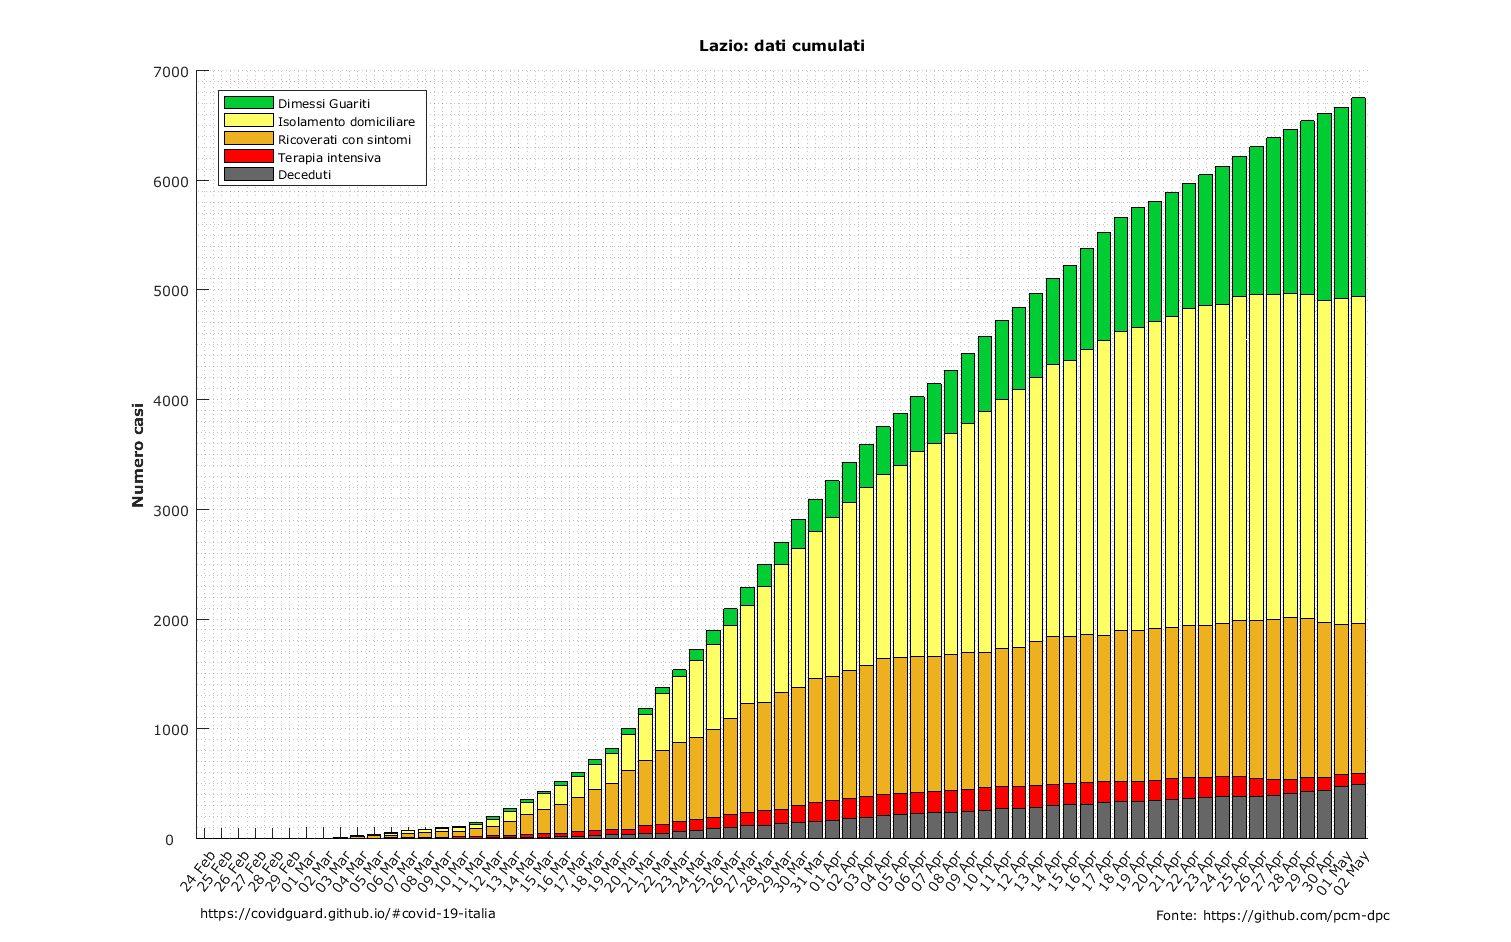 Lazio: dati cumulati
7000
6000
5000
4000
3000
2000
1000
0
Numero casi
Dimessi Guariti
Isolamento domiciliare
Ricoverati con sintomi
Terapia intensiva
Deceduti
24 Feb
25 Feb
26 Feb
27 Feb
28 Feb
29 Feb
01 Mar
02 Mar
03 Mar
04 Mar
05 Mar
06 Mar
07 Mar
08 Mar
09 Mar
10 Mar
11 Mar
12 Mar
13 Mar
14 Mar
15 Mar
16 Mar
17 Mar
18 Mar
19 Mar
20 Mar
21 Mar
22 Mar
23 Mar
24 Mar
25 Mar
26 Mar
27 Mar
28 Mar
29 Mar
30 Mar
31 Mar
01 Apr
02 Apr
03 Apr
04 Apr
05 Apr
06 Apr
07 Apr
08 Apr
09 Apr
10 Apr
11 Apr
12 Apr
13 Apr
14 Apr
15 Apr
16 Apr
17 Apr
18 Apr
19 Apr
20 Apr
21 Apr
22 Apr
23 Apr
24 Apr
25 Apr
26 Apr
27 Apr
28 Apr
29 Apr
30 Apr
01 May
02 May
https://covidguard.github.io/#covid-19-italia
Fonte: https://github.com/pcm-dpc